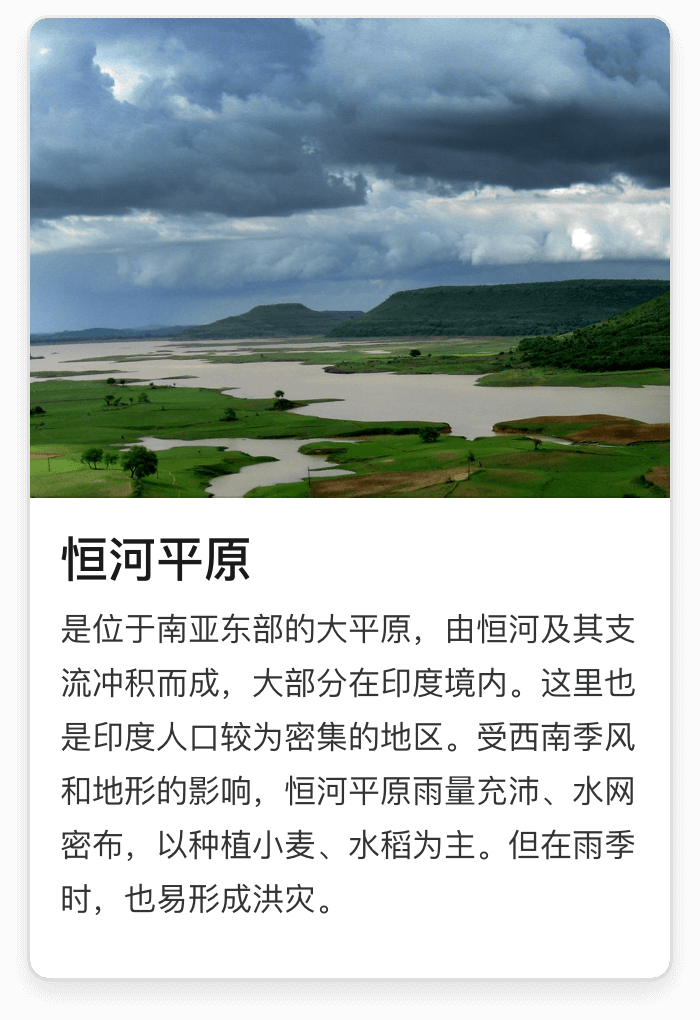 恒河平原
是位于南亚东部的大平原，由恒河及其支
流冲积而成，大部分在印度境内。这里也
是印度人口较为密集的地区。受西南季风
和地形的影响，恒河平原雨量充沛、水网
密布，以种植小麦、水稻为主。但在雨季
时，也易形成洪灾。